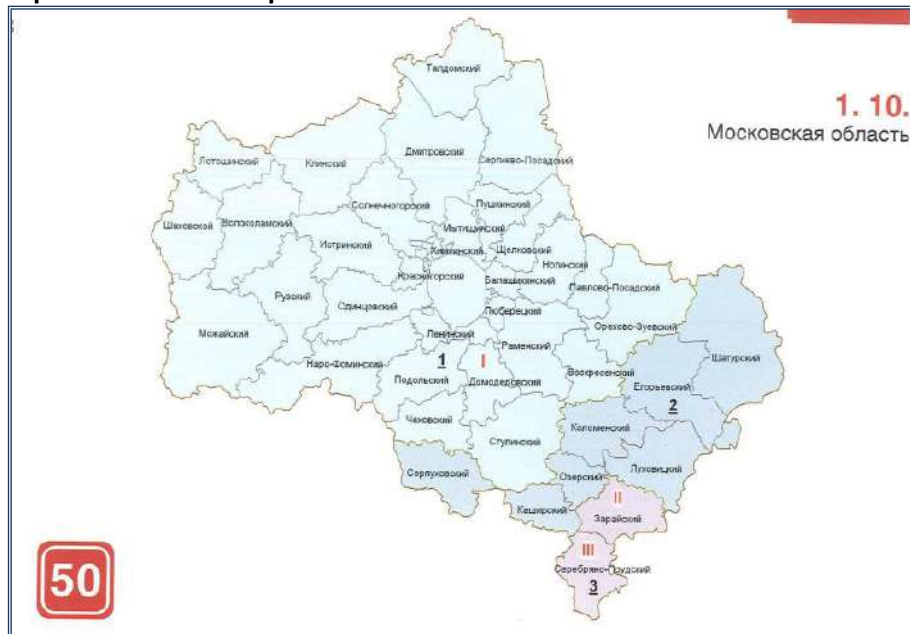 1. 10.
Московская область
Талдомский
Дмитровский
Сергиево-Посадский
Лотошинский
Клинский
Солнечногорский
Пушкинский
Шаховской
Волоколамский
Мытищинский
Истринский
Химкинский
Щелковский
Ногинский
Красногорский
Балашихинский
Павлово-Посадский
Рузский
Одинцовский
Люберецкий
Орехово-Зуевский
Можайский
Ленинский
Раменский
Шатурский
Наро-Фоминский
1
I
Воскресенский
Подольский
Домодедовский
Егорьевский
2
Чеховский
Коломенский
Ступинский
Серпуховский
Озерский
Луховицкий
Каширский
II
Зарайский
III
Серебряно-Прудский
3
50